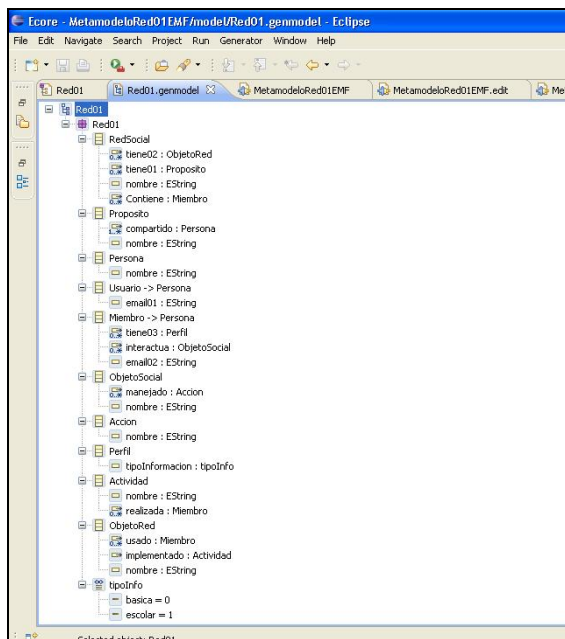 Ecore - MetamodeloRed01EMF/model/Red01.genmodel - Eclipse
File Edit Navigate Search Project Run Generator Window Help
Red01 Red01.genmodel MetamodeloRed01EMF MetamodeloRed01EMF.edit Me
Red01
Red01
RedSocial
tiene02 : ObjetoRed
tiene01 : Proposito
nombre : EString
Contiene : Miembro
Proposito
compartido : Persona
nombre : EString
Persona
nombre : EString
Usuario -> Persona
email01 : EString
Miembro -> Persona
tiene03 : Perfil
interactua : ObjetoSocial
email02 : EString
ObjetoSocial
manejado : Accion
nombre : EString
Accion
nombre : EString
Perfil
tipoInformacion : tipoInfo
Actividad
nombre : EString
realizada : Miembro
ObjetoRed
usado : Miembro
implementado : Actividad
nombre : EString
tipoInfo
basica = 0
escolar = 1
Selected object: Red01